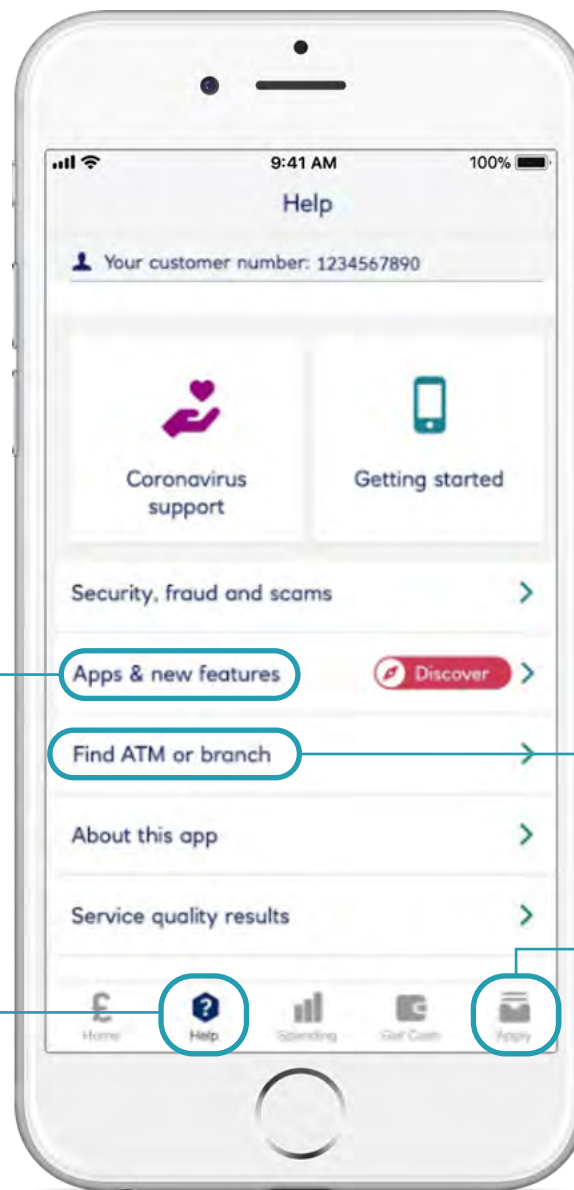 9:41 AM 100%
Help
Your customer number: 1234567890
Coronavirus
support
Getting started
Security, fraud and scams
Apps & new features Discover
Find ATM or branch
About this app
Service quality results
£ ?
Home Help Spending Get Cash Apply